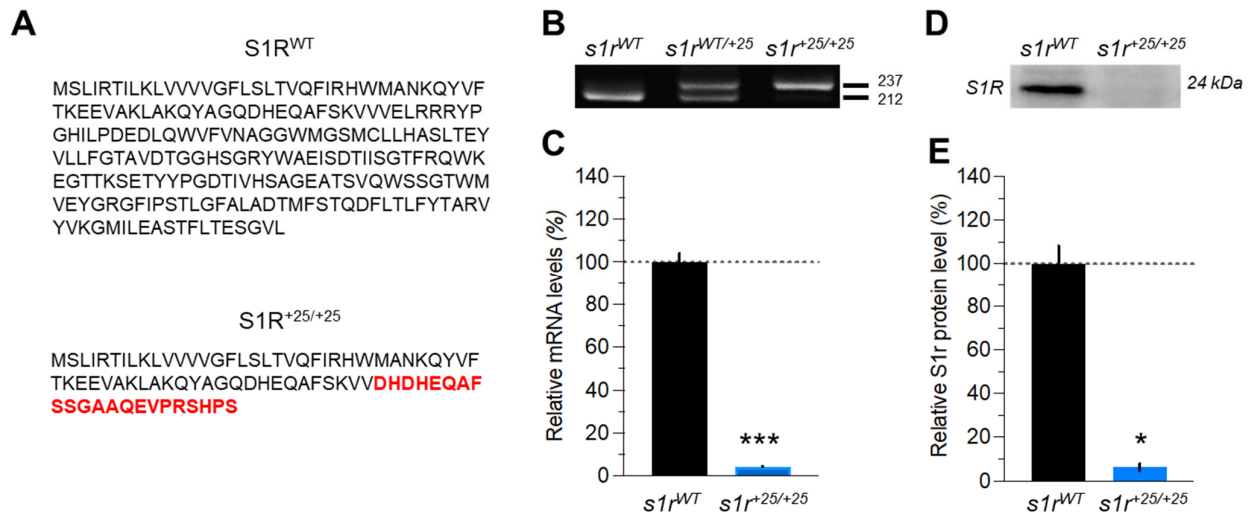 A
S1R^WT
MSLIRTILKLVVVVGFLSLTVQFIRHWMANKQYVF
TKEEVAKLAKQYAGQDHEQAFSKVVVELRRRYP
GHILPDEDLQWVFVNAGGWMGSMCLLHASLTEY
VLLFGTAVDTGGHSGRYWAEISDTIISGTFRQWK
EGTTKSETYYPGDTIVHSAGEATSVQWSSGTWM
VEYGRGFIPSTLGFALADTMFSTQDFLTLFYTARV
YVKGMILEASTFLTESGVL
S1R^+25/+25
MSLIRTILKLVVVVGFLSLTVQFIRHWMANKQYVF
TKEEVAKLAKQYAGQDHEQAFSKVVDHDHEQAF
SSGAAQEVPRSHPS
B
s1r^WT s1r^WT/+25 s1r^+25/+25
237
212
C
Relative mRNA levels (%)
140
120
100
80
60
40
20
0
***
s1r^WT s1r^+25/+25
D
s1r^WT s1r^+25/+25
S1R 24 kDa
E
Relative S1r protein level (%)
140
120
100
80
60
40
20
0
*
s1r^WT s1r^+25/+25